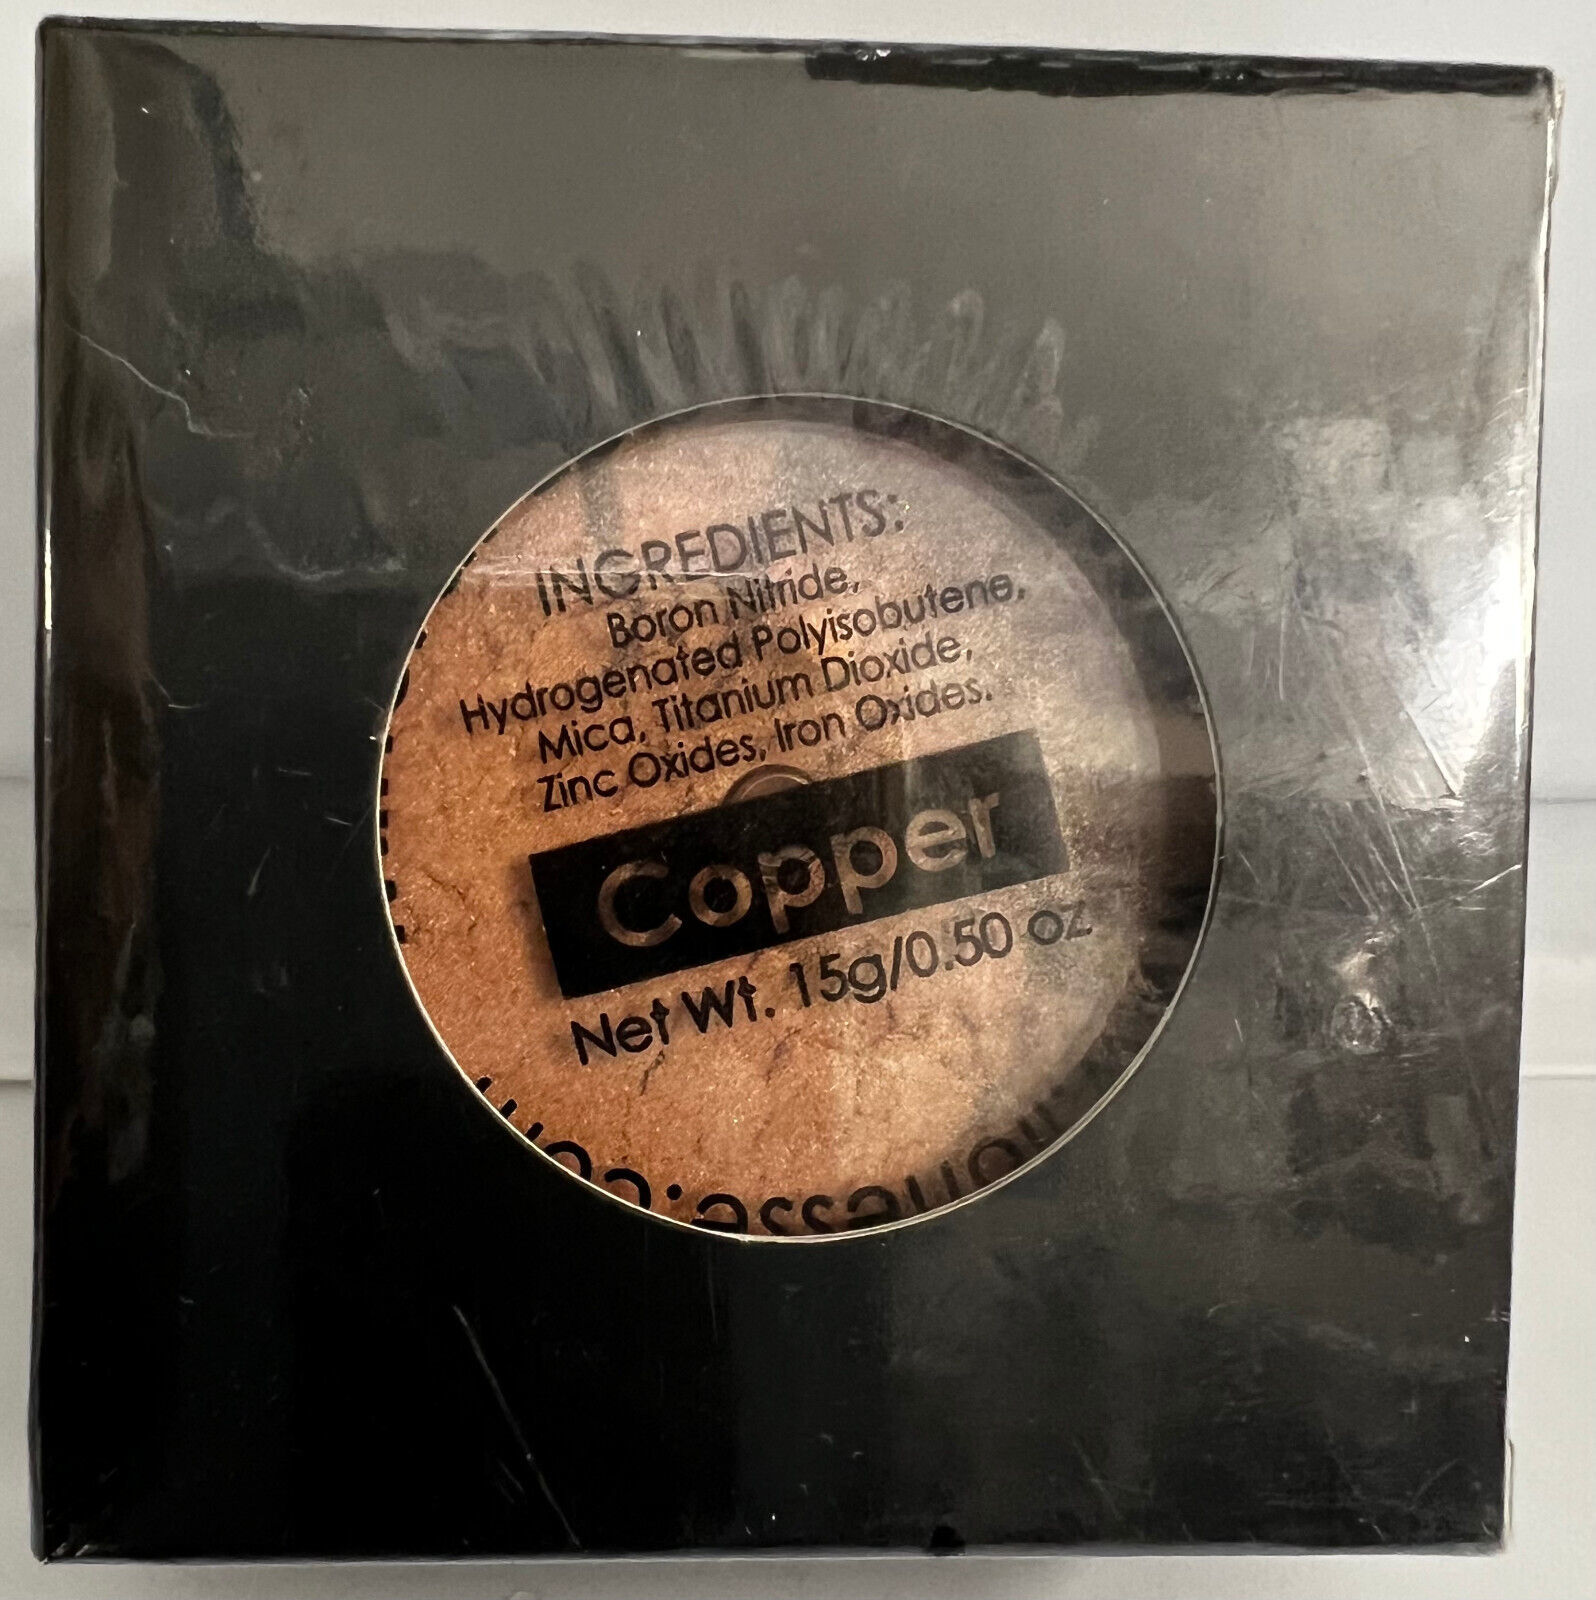 INGREDIENTS:
Boron Nitride,
Hydrogenated Polyisobutene,
Mica, Titanium Dioxide,
Zinc Oxides, Iron Oxides.
Copper
Net Wt. 15g/0.50 oz